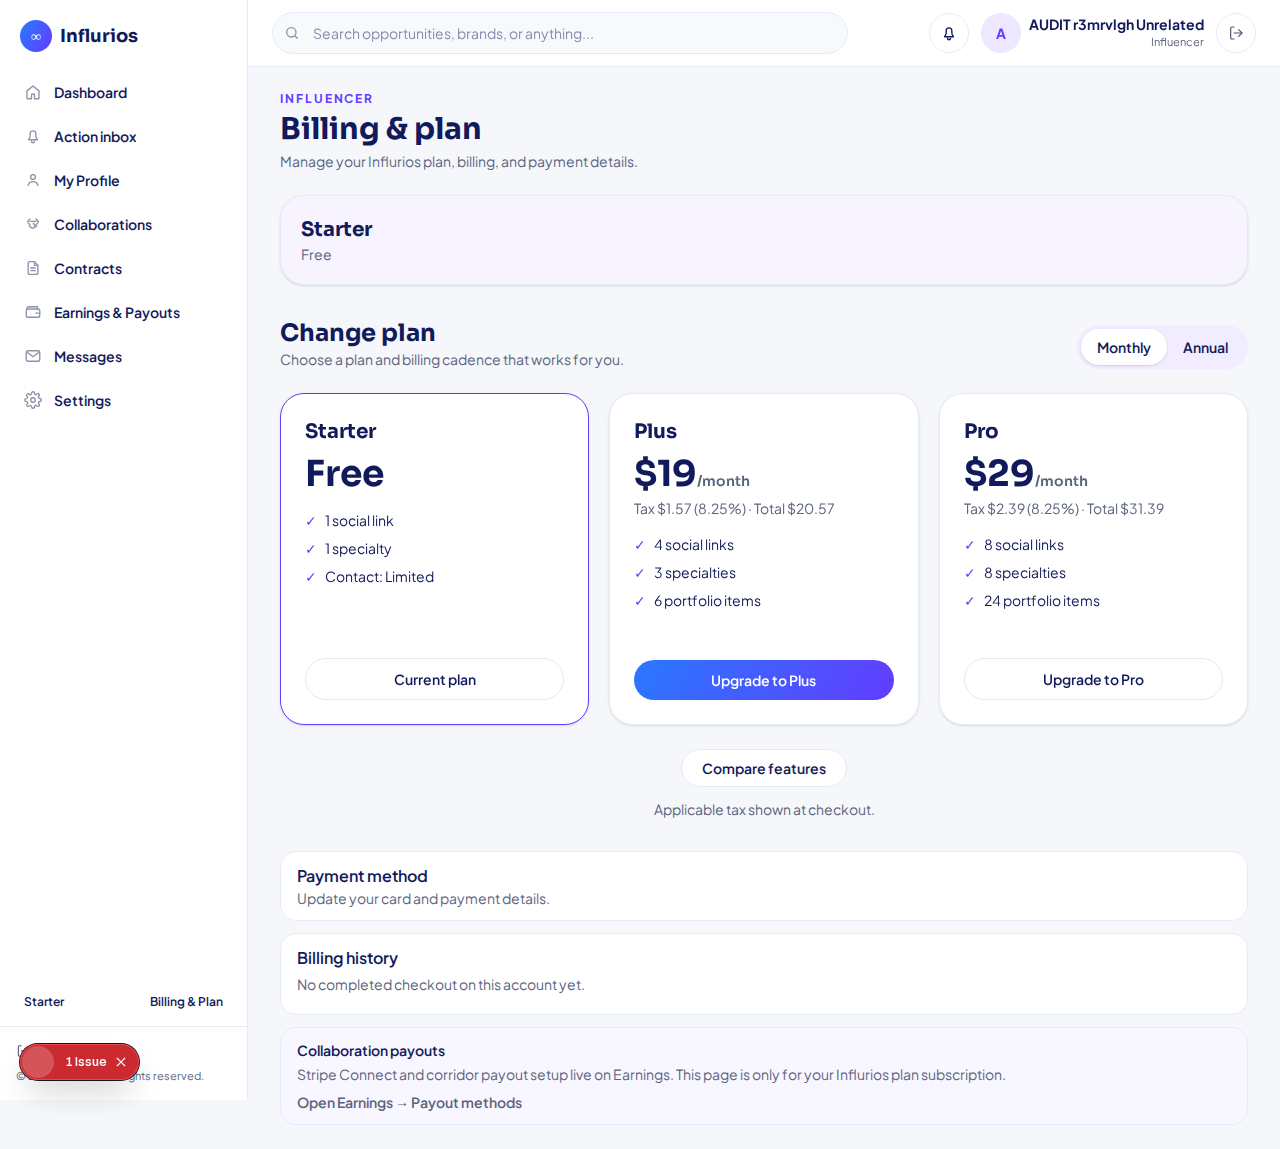 ∞ Influrios
Search opportunities, brands, or anything...
A
AUDIT r3mrvlgh Unrelated
Influencer
Dashboard
Action inbox
My Profile
Collaborations
Contracts
Earnings & Payouts
Messages
Settings
INFLUENCER
Billing & plan
Manage your Influrios plan, billing, and payment details.
Starter
Free
Change plan
Choose a plan and billing cadence that works for you.
Monthly
Annual
Starter
Free
✓ 1 social link
✓ 1 specialty
✓ Contact: Limited
Current plan
Plus
$19/month
Tax $1.57 (8.25%) · Total $20.57
✓ 4 social links
✓ 3 specialties
✓ 6 portfolio items
Upgrade to Plus
Pro
$29/month
Tax $2.39 (8.25%) · Total $31.39
✓ 8 social links
✓ 8 specialties
✓ 24 portfolio items
Upgrade to Pro
Compare features
Applicable tax shown at checkout.
Payment method
Update your card and payment details.
Billing history
No completed checkout on this account yet.
Collaboration payouts
Stripe Connect and corridor payout setup live on Earnings. This page is only for your Influrios plan subscription.
Open Earnings → Payout methods
Starter
Billing & Plan
1 Issue
© reserved.